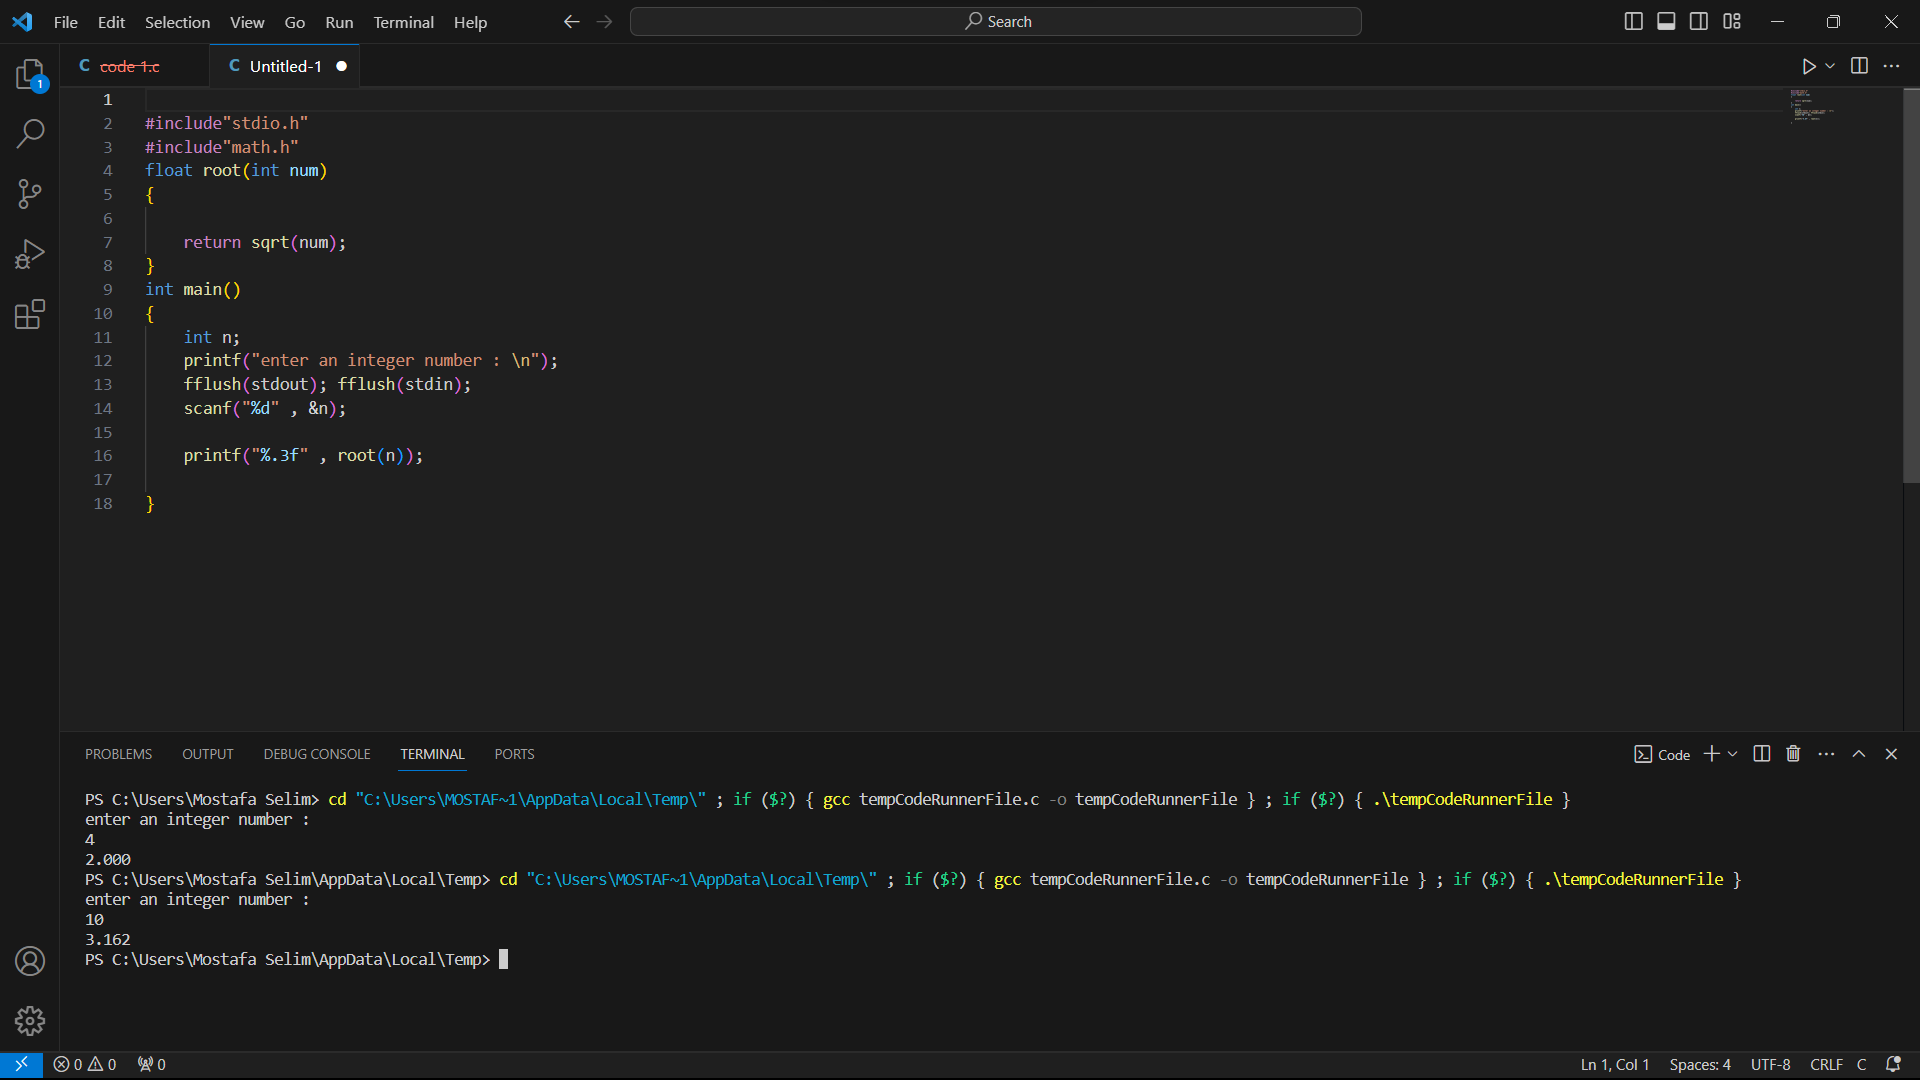 File Edit Selection View Go Run Terminal Help Search
C code 1.c C Untitled-1
1
1
2 #include"stdio.h"
3 #include"math.h"
4 float root(int num)
5 {
6
7 return sqrt(num);
8 }
9 int main()
10 {
11 int n;
12 printf("enter an integer number : \n");
13 fflush(stdout); fflush(stdin);
14 scanf("%d" , &n);
15
16 printf("%.3f" , root(n));
17
18 }
PROBLEMS OUTPUT DEBUG CONSOLE TERMINAL PORTS Code
PS C:\Users\Mostafa Selim> cd "C:\Users\MOSTAF~1\AppData\Local\Temp\" ; if ($?) { gcc tempCodeRunnerFile.c -o tempCodeRunnerFile } ; if ($?) { .\tempCodeRunnerFile }
enter an integer number :
4
2.000
PS C:\Users\Mostafa Selim\AppData\Local\Temp> cd "C:\Users\MOSTAF~1\AppData\Local\Temp\" ; if ($?) { gcc tempCodeRunnerFile.c -o tempCodeRunnerFile } ; if ($?) { .\tempCodeRunnerFile }
enter an integer number :
10
3.162
PS C:\Users\Mostafa Selim\AppData\Local\Temp>
0 0 0 Ln 1, Col 1 Spaces: 4 UTF-8 CRLF C